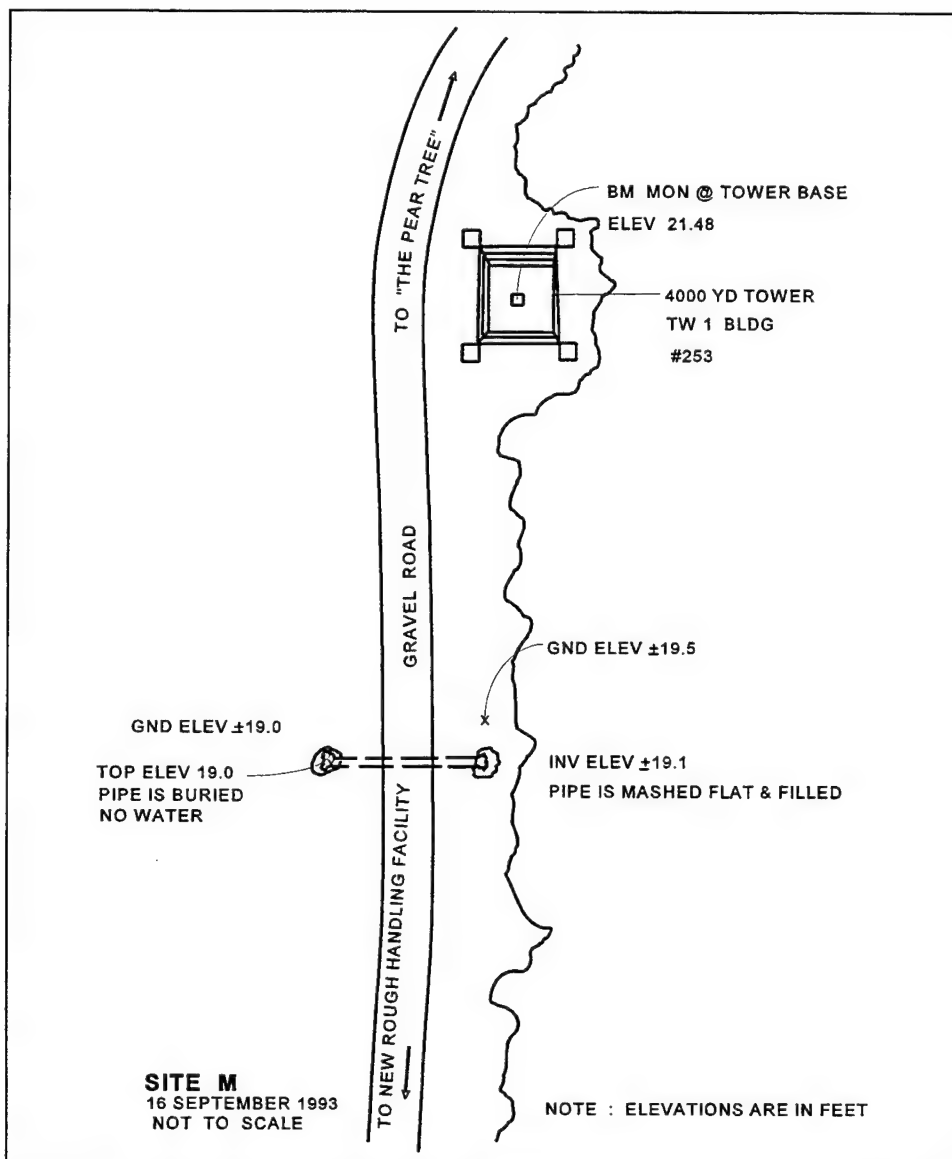 TO "THE PEAR TREE"
BM MON @ TOWER BASE
ELEV 21.48
4000 YD TOWER
TW 1 BLDG
#253
GRAVEL ROAD
GND ELEV ±19.5
GND ELEV ±19.0
TOP ELEV 19.0
PIPE IS BURIED
NO WATER
INV ELEV ±19.1
PIPE IS MASHED FLAT & FILLED
TO NEW ROUGH HANDLING FACILITY
SITE M
16 SEPTEMBER 1993
NOT TO SCALE
NOTE : ELEVATIONS ARE IN FEET